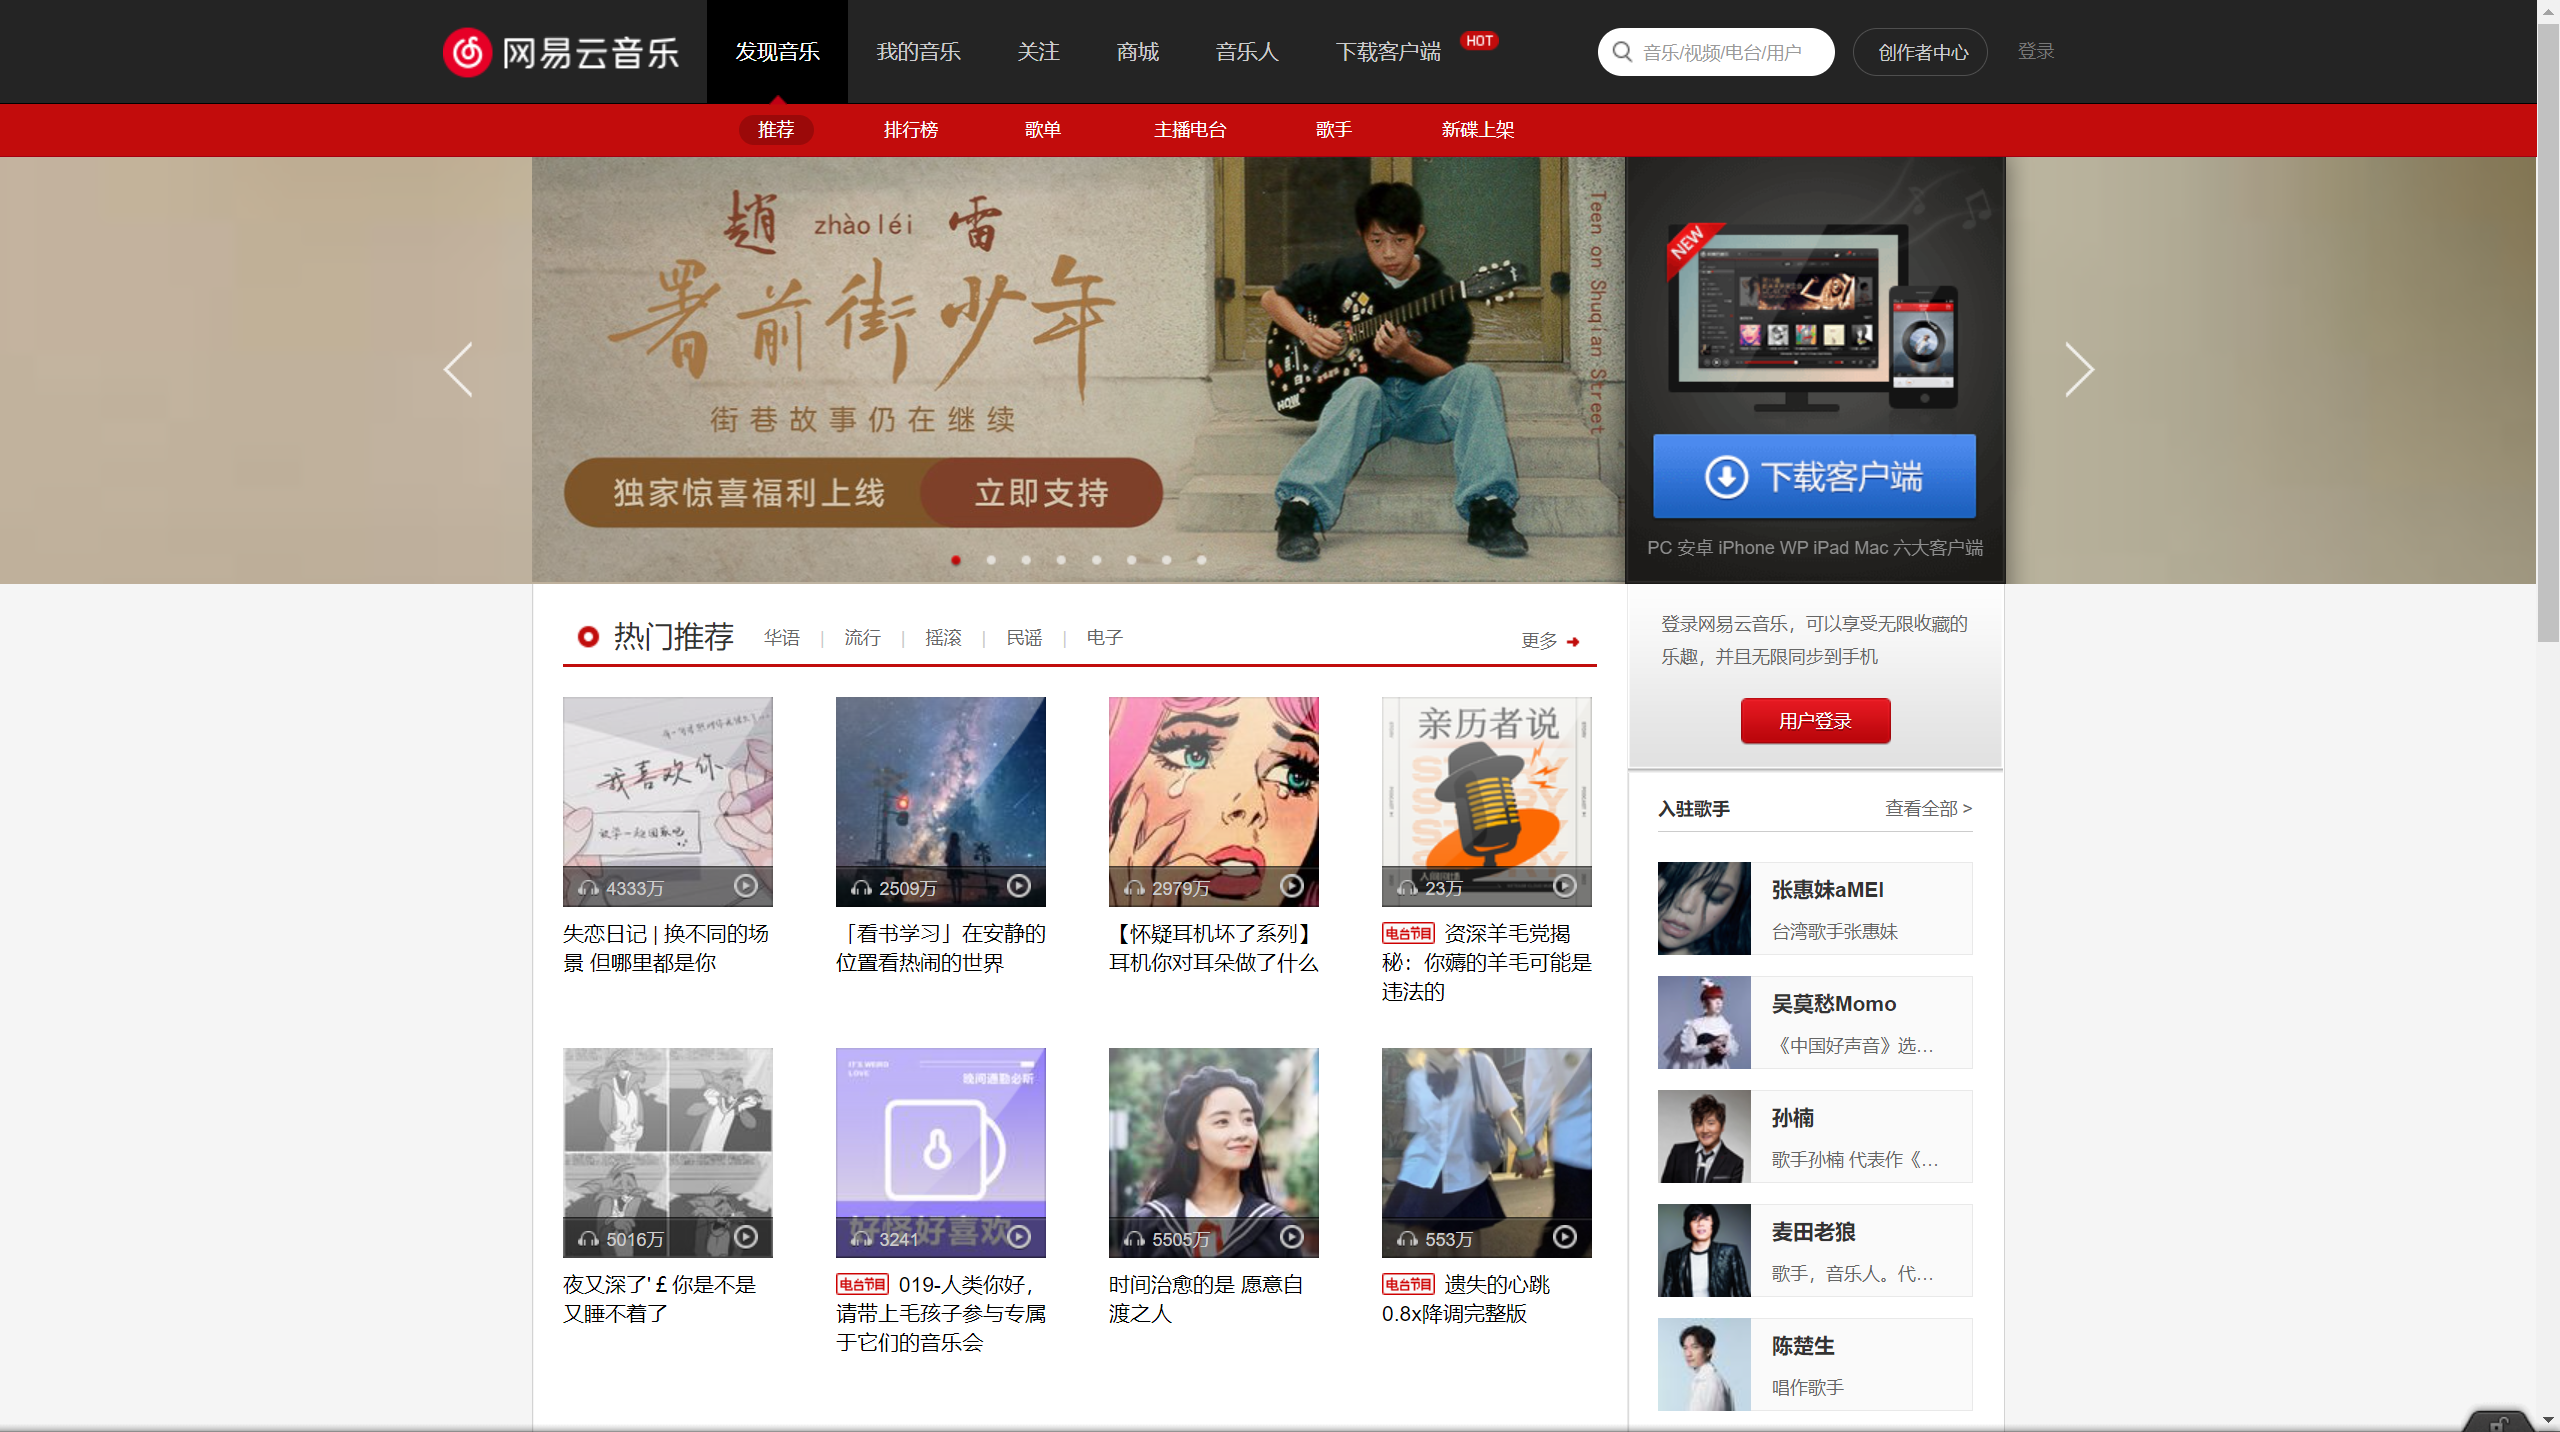 网易云音乐
发现音乐
我的音乐
关注
商城
音乐人
下载客户端
HOT
音乐/视频/电台/用户
创作者中心
登录
推荐
排行榜
歌单
主播电台
歌手
新碟上架
趙 zhào léi 雷
署前街少年
街巷故事仍在继续
独家惊喜福利上线 立即支持
Teen on Shuqian Street
NEW
下载客户端
PC 安卓 iPhone WP iPad Mac 六大客户端
热门推荐
华语 | 流行 | 摇滚 | 民谣 | 电子
更多
我喜欢你
4333万
失恋日记 | 换不同的场
景 但哪里都是你
2509万
「看书学习」在安静的
位置看热闹的世界
2979万
【怀疑耳机坏了系列】
耳机你对耳朵做了什么
亲历者说
23万
电台节目 资深羊毛党揭
秘：你薅的羊毛可能是
违法的
5016万
夜又深了'￡你是不是
又睡不着了
IT'S WEIRD
LOVE
晚间通勤必听
好怪好喜欢
3241
电台节目 019-人类你好，
请带上毛孩子参与专属
于它们的音乐会
5505万
时间治愈的是 愿意自
渡之人
553万
电台节目 遗失的心跳
0.8x降调完整版
登录网易云音乐，可以享受无限收藏的
乐趣，并且无限同步到手机
用户登录
入驻歌手
查看全部 >
张惠妹aMEI
台湾歌手张惠妹
吴莫愁Momo
《中国好声音》选...
孙楠
歌手孙楠 代表作《...
麦田老狼
歌手，音乐人。代...
陈楚生
唱作歌手